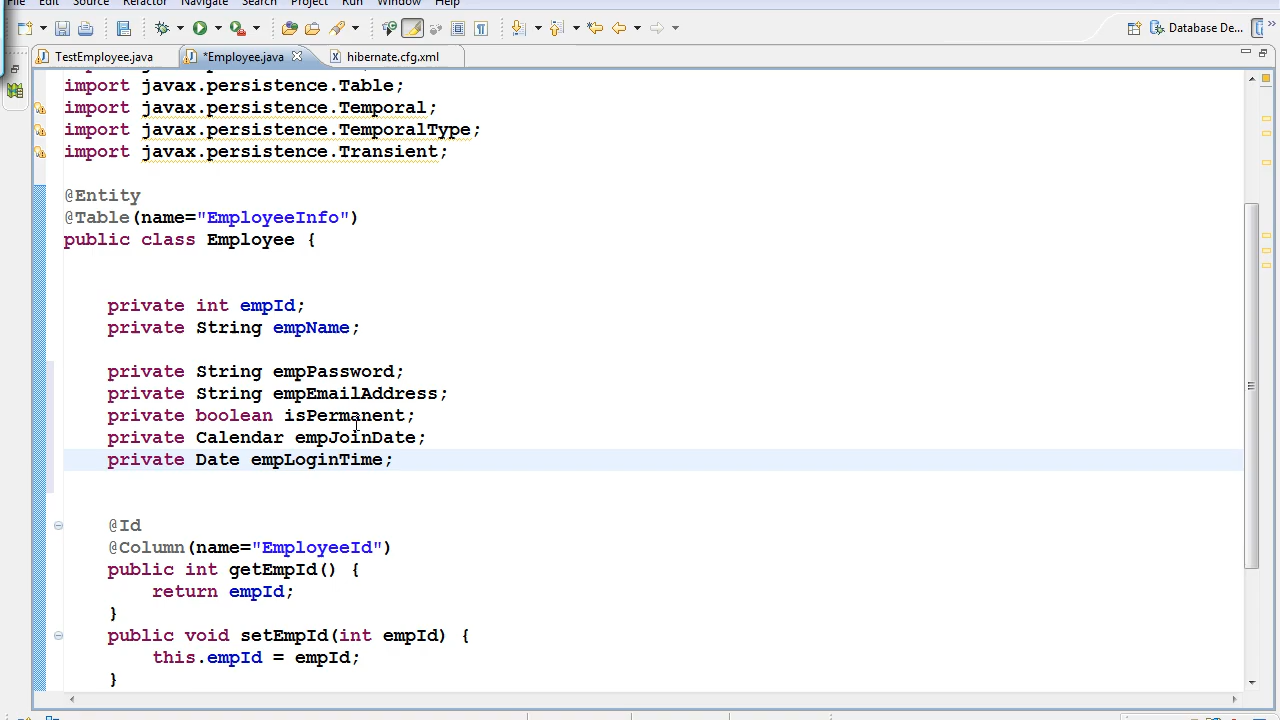 File Edit Source Refactor Navigate Search Project Run Window Help
Database De...
TestEmployee.java *Employee.java hibernate.cfg.xml
import javax.persistence.Table;
import javax.persistence.Temporal;
import javax.persistence.TemporalType;
import javax.persistence.Transient;
@Entity
@Table(name="EmployeeInfo")
public class Employee {
private int empId;
private String empName;
private String empPassword;
private String empEmailAddress;
private boolean isPermanent;
private Calendar empJoinDate;
private Date empLoginTime;
@Id
@Column(name="EmployeeId")
public int getEmpId() {
return empId;
}
public void setEmpId(int empId) {
this.empId = empId;
}